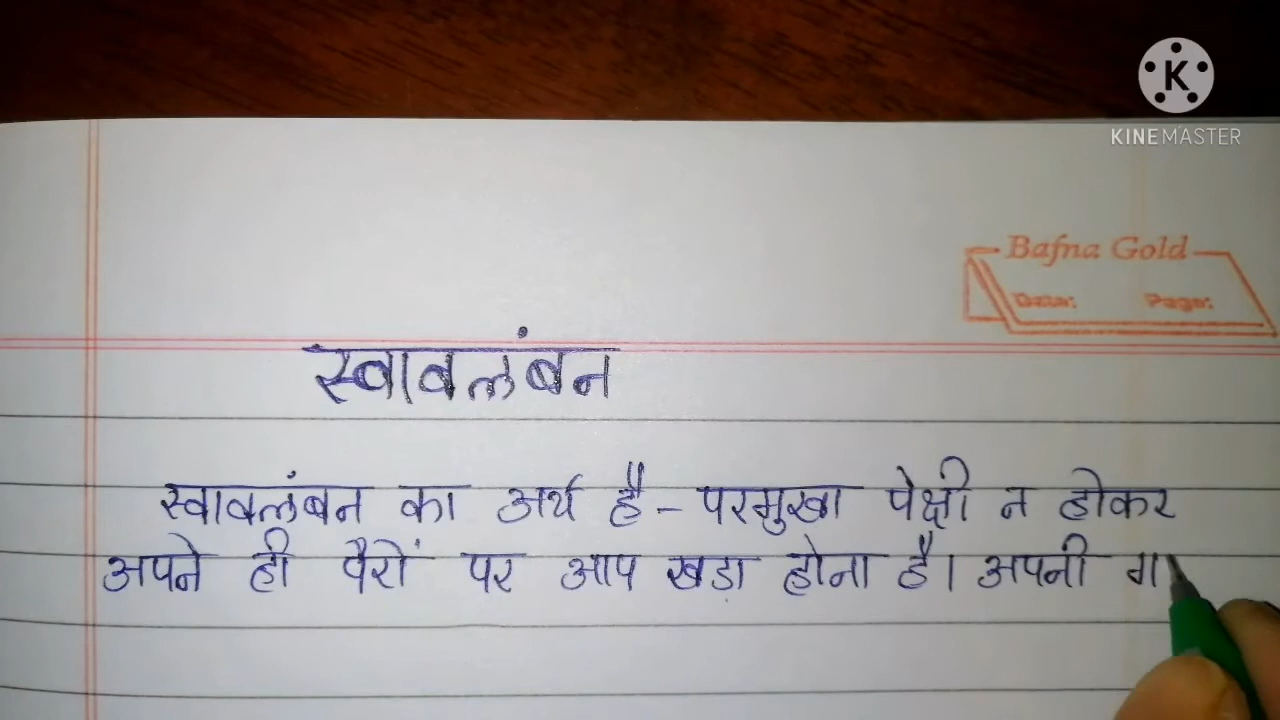 KINEMASTER
Bafna Gold
Date: Page:
स्वावलंबन
स्वावलंबन का अर्थ है - परमुखा पेक्षी न होकर
अपने ही पैरों पर आप खड़ा होना है। अपनी ग